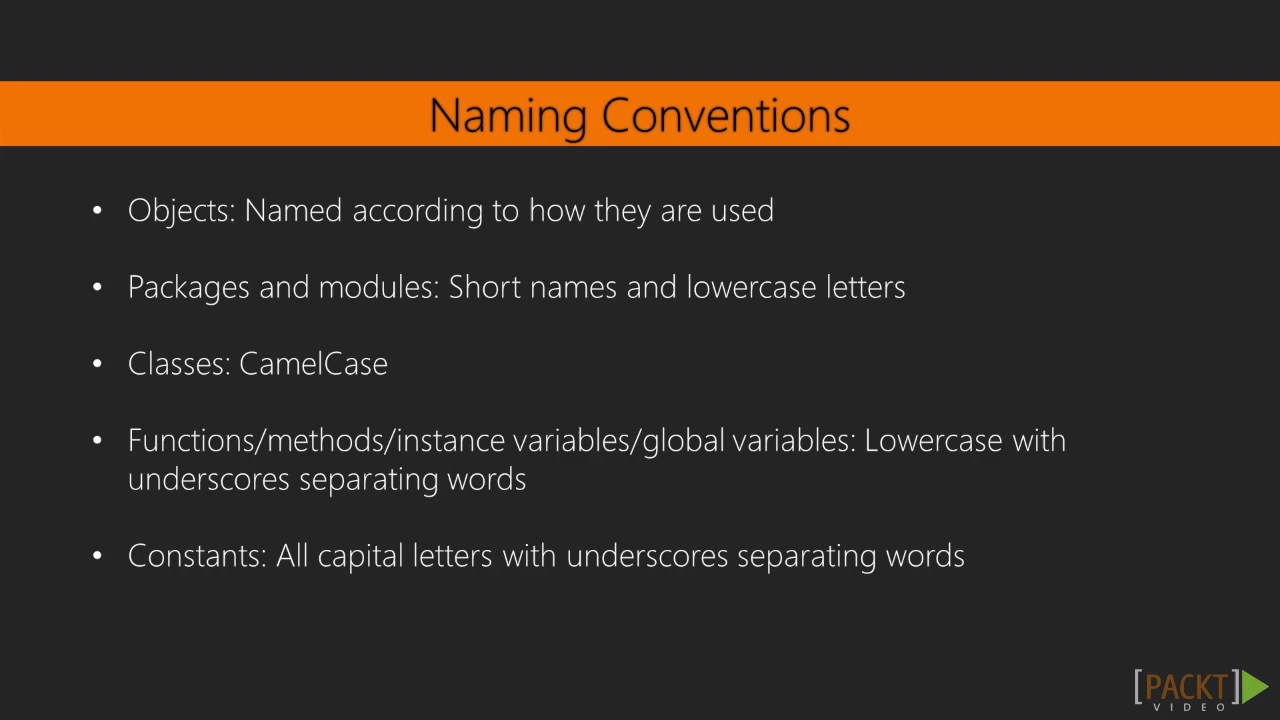 Naming Conventions
• Objects: Named according to how they are used
• Packages and modules: Short names and lowercase letters
• Classes: CamelCase
• Functions/methods/instance variables/global variables: Lowercase with
underscores separating words
• Constants: All capital letters with underscores separating words
[PACKT]
VIDEO